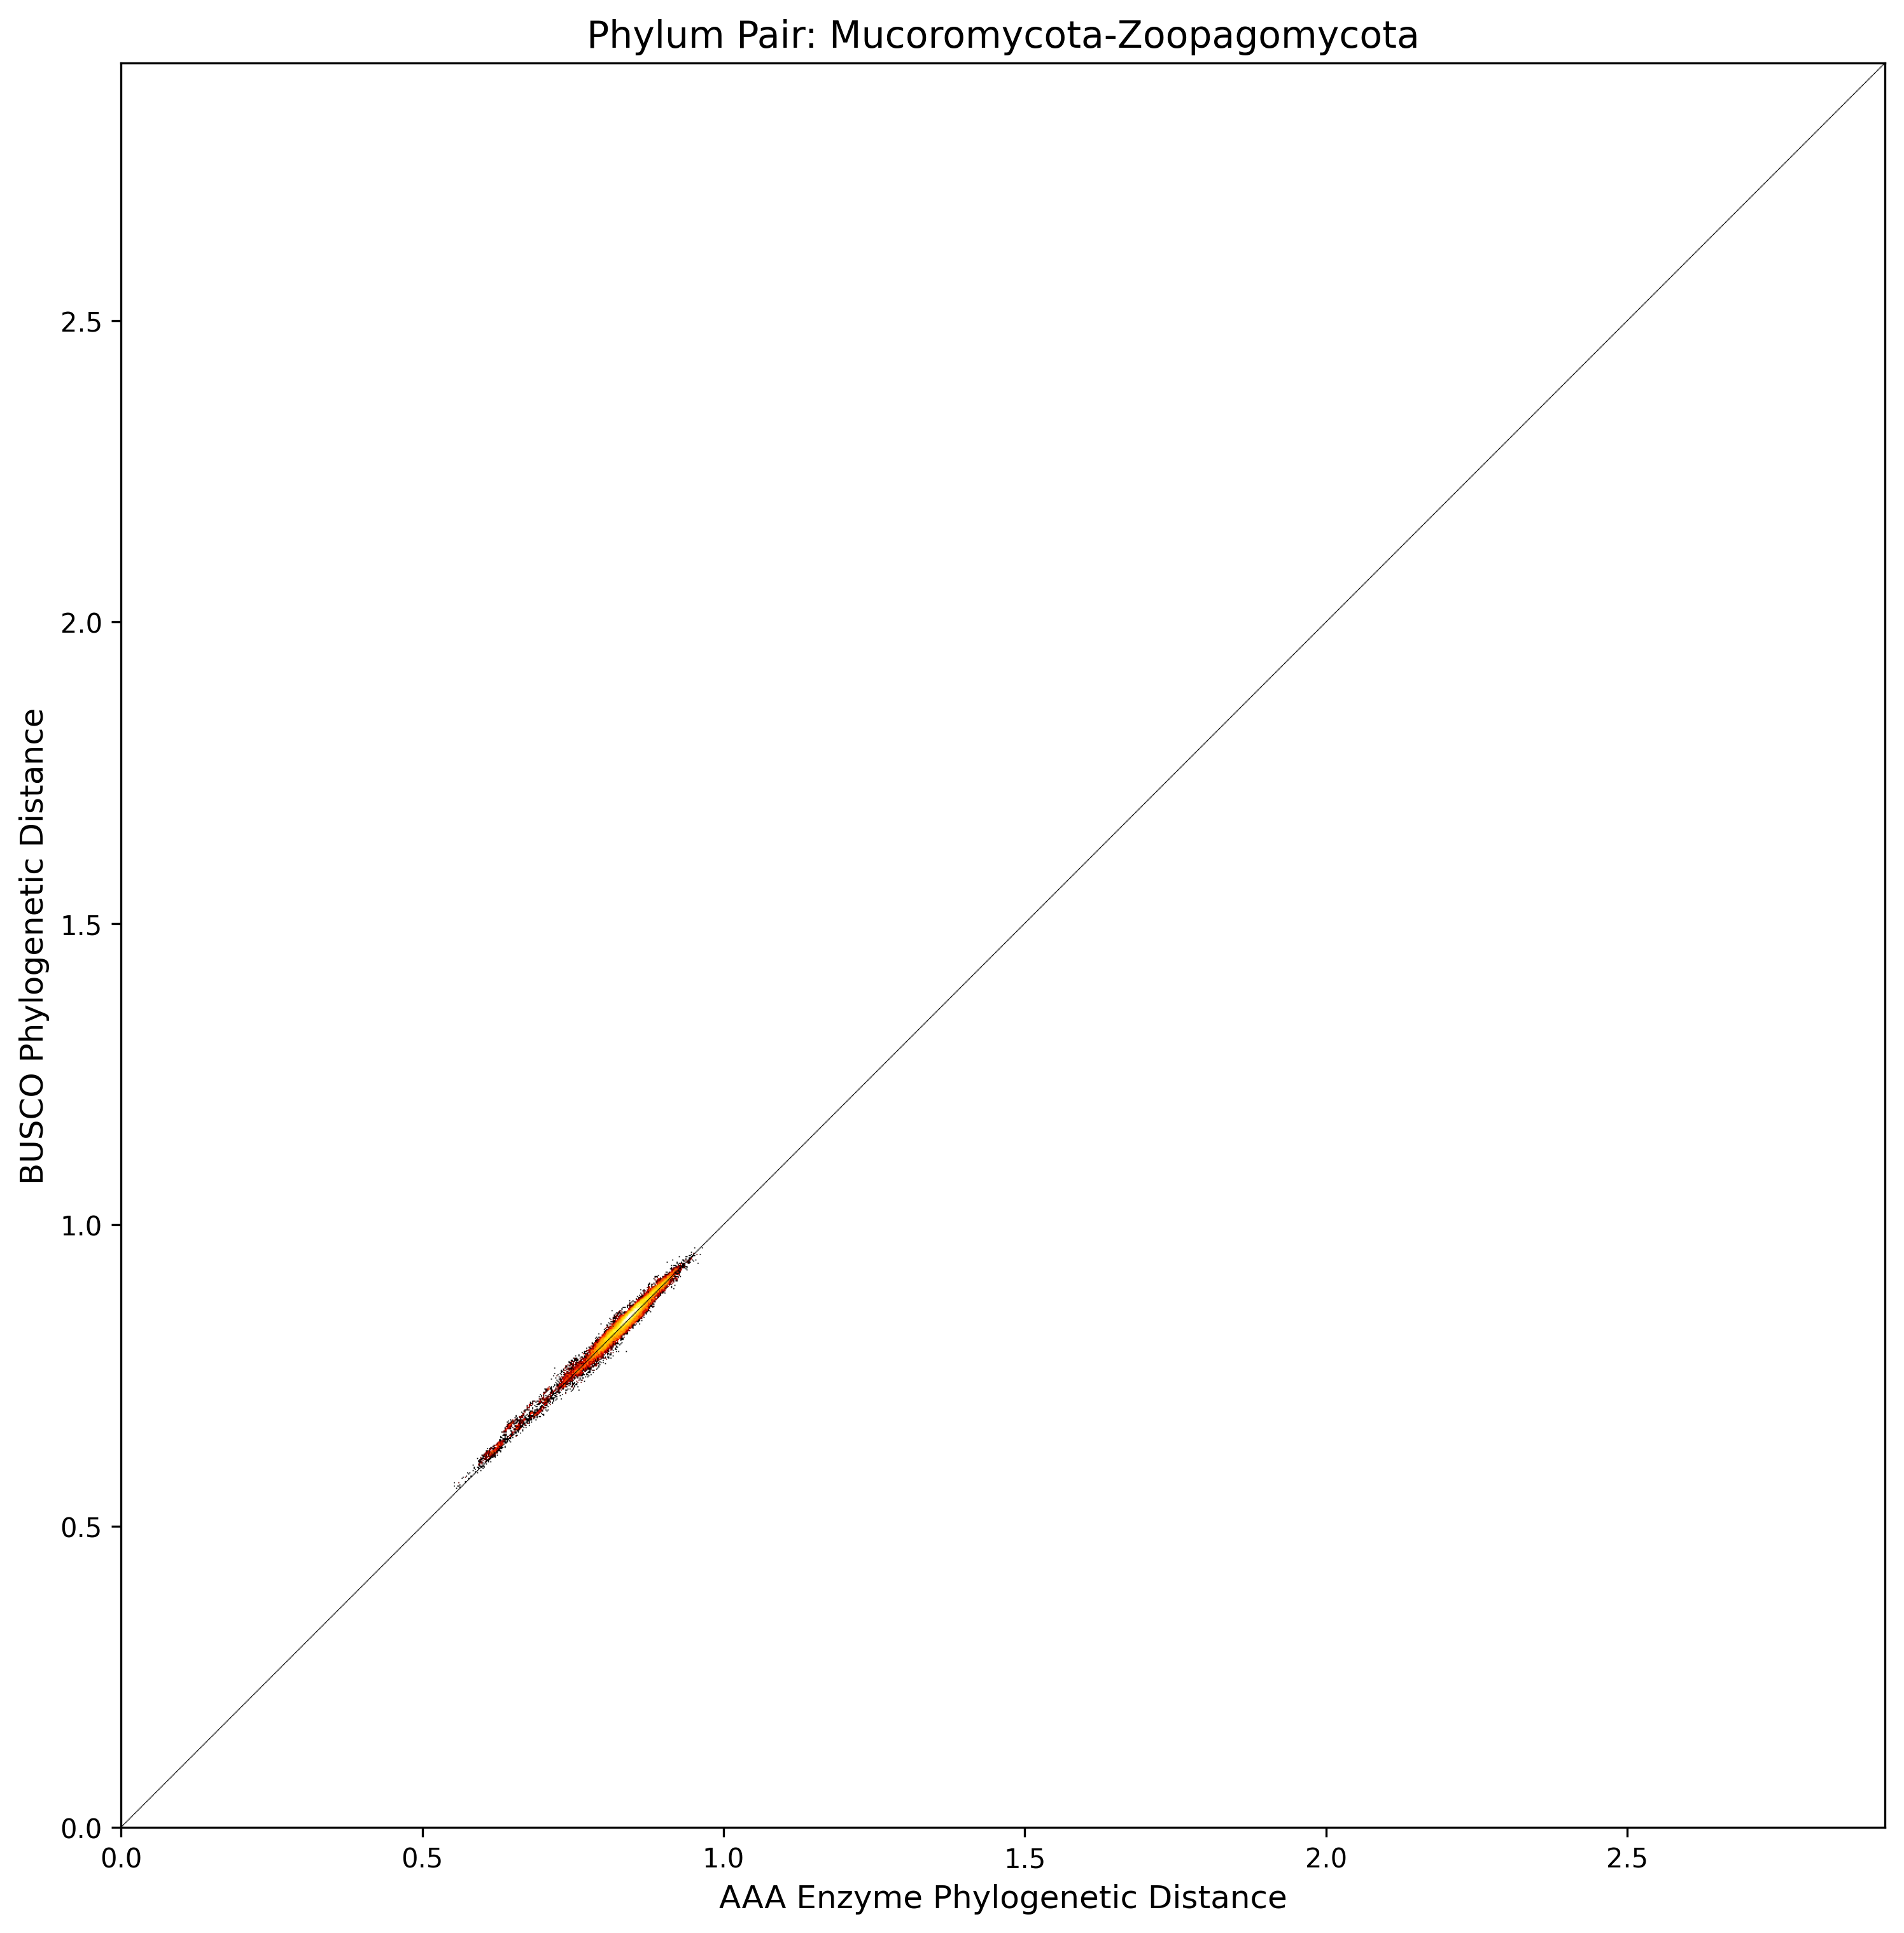 Phylum Pair: Mucoromycota-Zoopagomycota
BUSCO Phylogenetic Distance
2.5
2.0
1.5
1.0
0.5
0.0
0.0 0.5 1.0 1.5 2.0 2.5
AAA Enzyme Phylogenetic Distance